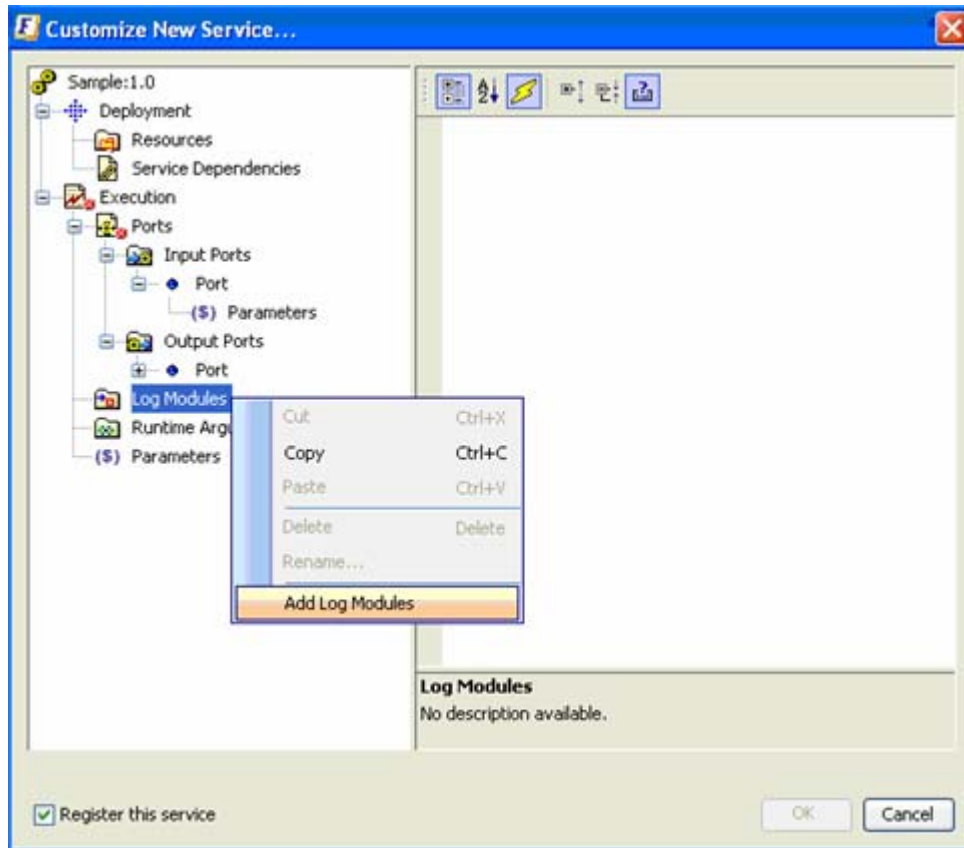 Customize New Service...
Sample:1.0
Deployment
Resources
Service Dependencies
Execution
Ports
Input Ports
Port
($) Parameters
Output Ports
Port
Log Modules
Runtime Argu
($) Parameters
Cut Ctrl+X
Copy Ctrl+C
Paste Ctrl+V
Delete Delete
Rename...
Add Log Modules
Log Modules
No description available.
Register this service
OK
Cancel